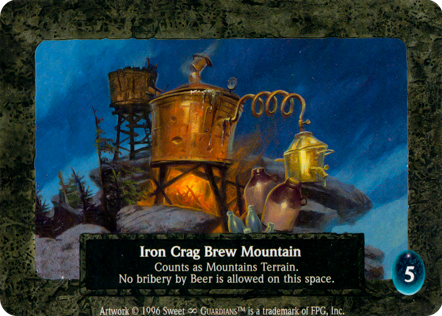 Iron Crag Brew Mountain
Counts as Mountains Terrain.
No bribery by Beer is allowed on this space.
5
Artwork © 1996 Sweet ∞ GUARDIANS™ is a trademark of FPG, Inc.